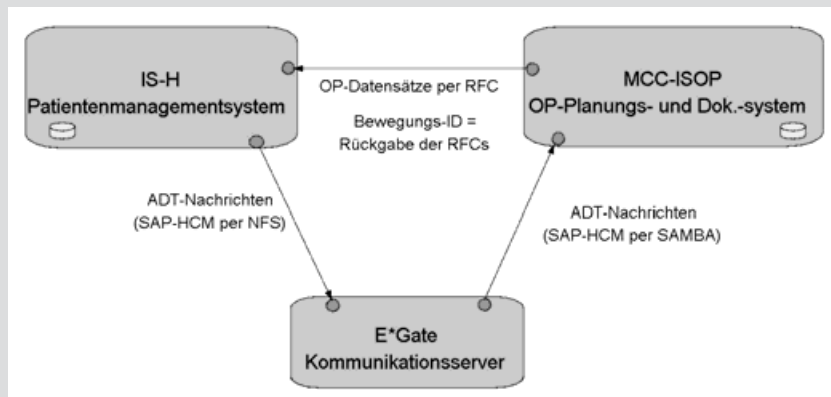 IS-H
Patientenmanagementsystem
MCC-ISOP
OP-Planungs- und Dok.-system
OP-Datensätze per RFC
Bewegungs-ID =
Rückgabe der RFCs
ADT-Nachrichten
(SAP-HCM per NFS)
ADT-Nachrichten
(SAP-HCM per SAMBA)
E*Gate
Kommunikationsserver